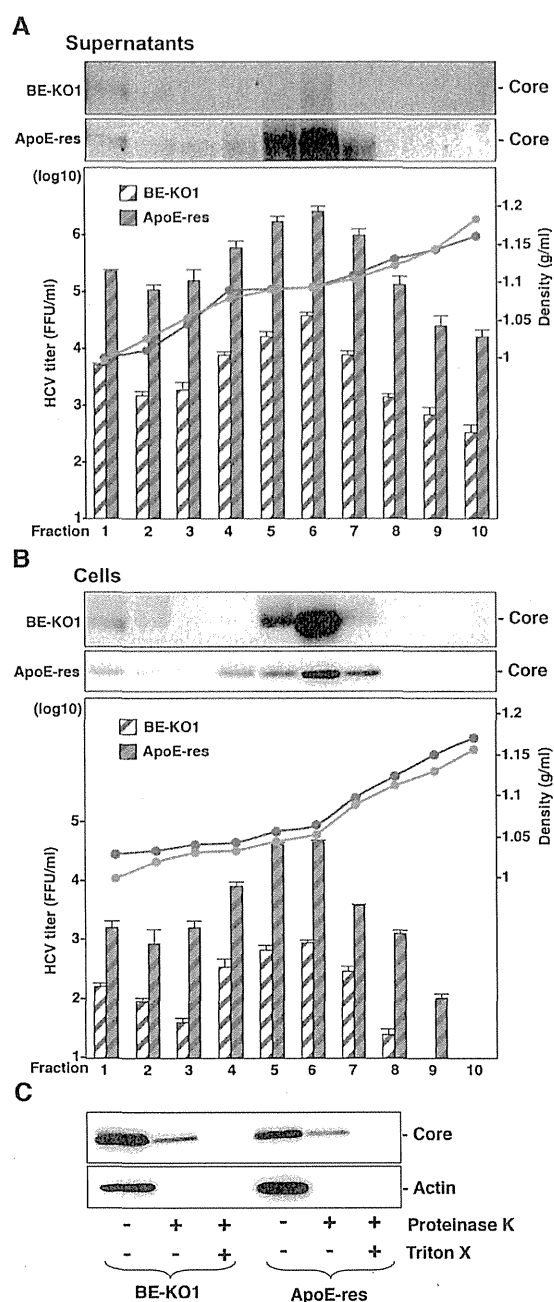 A
Supernatants
BE-KO1
- Core
ApoE-res
- Core
(log10)
BE-KO1
ApoE-res
HCV titer (FFU/ml)
6
5
4
3
2
1
Density (g/ml)
1.2
1.15
1.1
1.05
1
Fraction 1 2 3 4 5 6 7 8 9 10
B
Cells
BE-KO1
- Core
ApoE-res
- Core
(log10)
BE-KO1
ApoE-res
HCV titer (FFU/ml)
5
4
3
2
1
Density (g/ml)
1.2
1.15
1.1
1.05
1
Fraction 1 2 3 4 5 6 7 8 9 10
C
- Core
- Actin
- + + - + + Proteinase K
- - + - - + Triton X
BE-KO1 ApoE-res